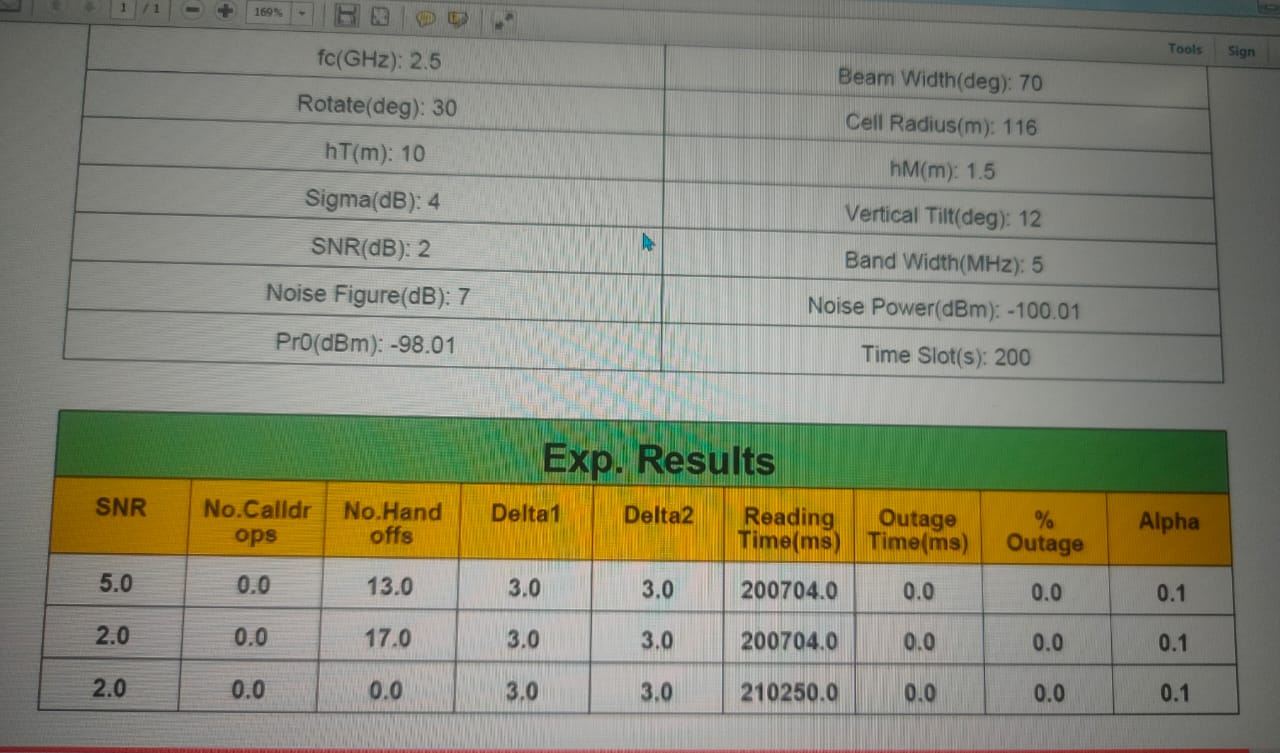 1 / 1
169%
Tools
Sign
fc(GHz): 2.5
Beam Width(deg): 70
Rotate(deg): 30
Cell Radius(m): 116
hT(m): 10
hM(m): 1.5
Sigma(dB): 4
Vertical Tilt(deg): 12
SNR(dB): 2
Band Width(MHz): 5
Noise Figure(dB): 7
Noise Power(dBm): -100.01
Pr0(dBm): -98.01
Time Slot(s): 200
Exp. Results
SNR
No.Calldr
ops
No.Hand
offs
Delta1
Delta2
Reading
Time(ms)
Outage
Time(ms)
%
Outage
Alpha
5.0 0.0 13.0 3.0 3.0 200704.0 0.0 0.0 0.1
2.0 0.0 17.0 3.0 3.0 200704.0 0.0 0.0 0.1
2.0 0.0 0.0 3.0 3.0 210250.0 0.0 0.0 0.1